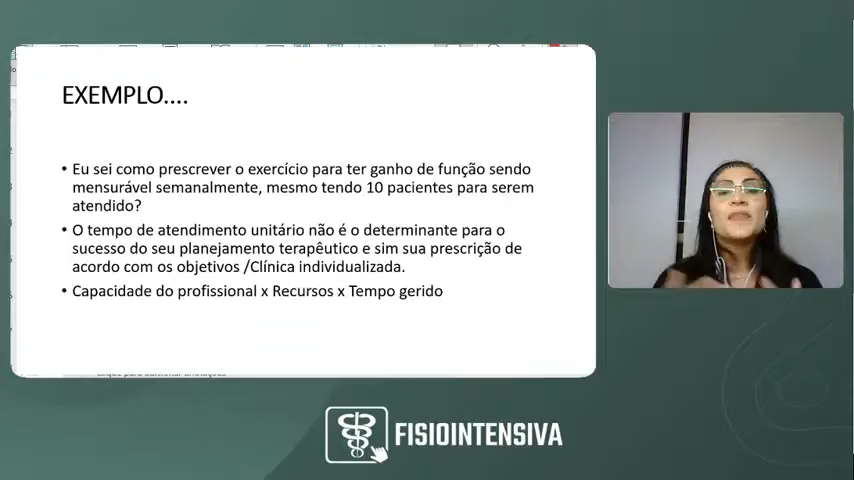 EXEMPLO....
• Eu sei como prescrever o exercício para ter ganho de função sendo
mensurável semanalmente, mesmo tendo 10 pacientes para serem
atendido?
• O tempo de atendimento unitário não é o determinante para o
sucesso do seu planejamento terapêutico e sim sua prescrição de
acordo com os objetivos /Clínica individualizada.
• Capacidade do profissional x Recursos x Tempo gerido
FISIOINTENSIVA